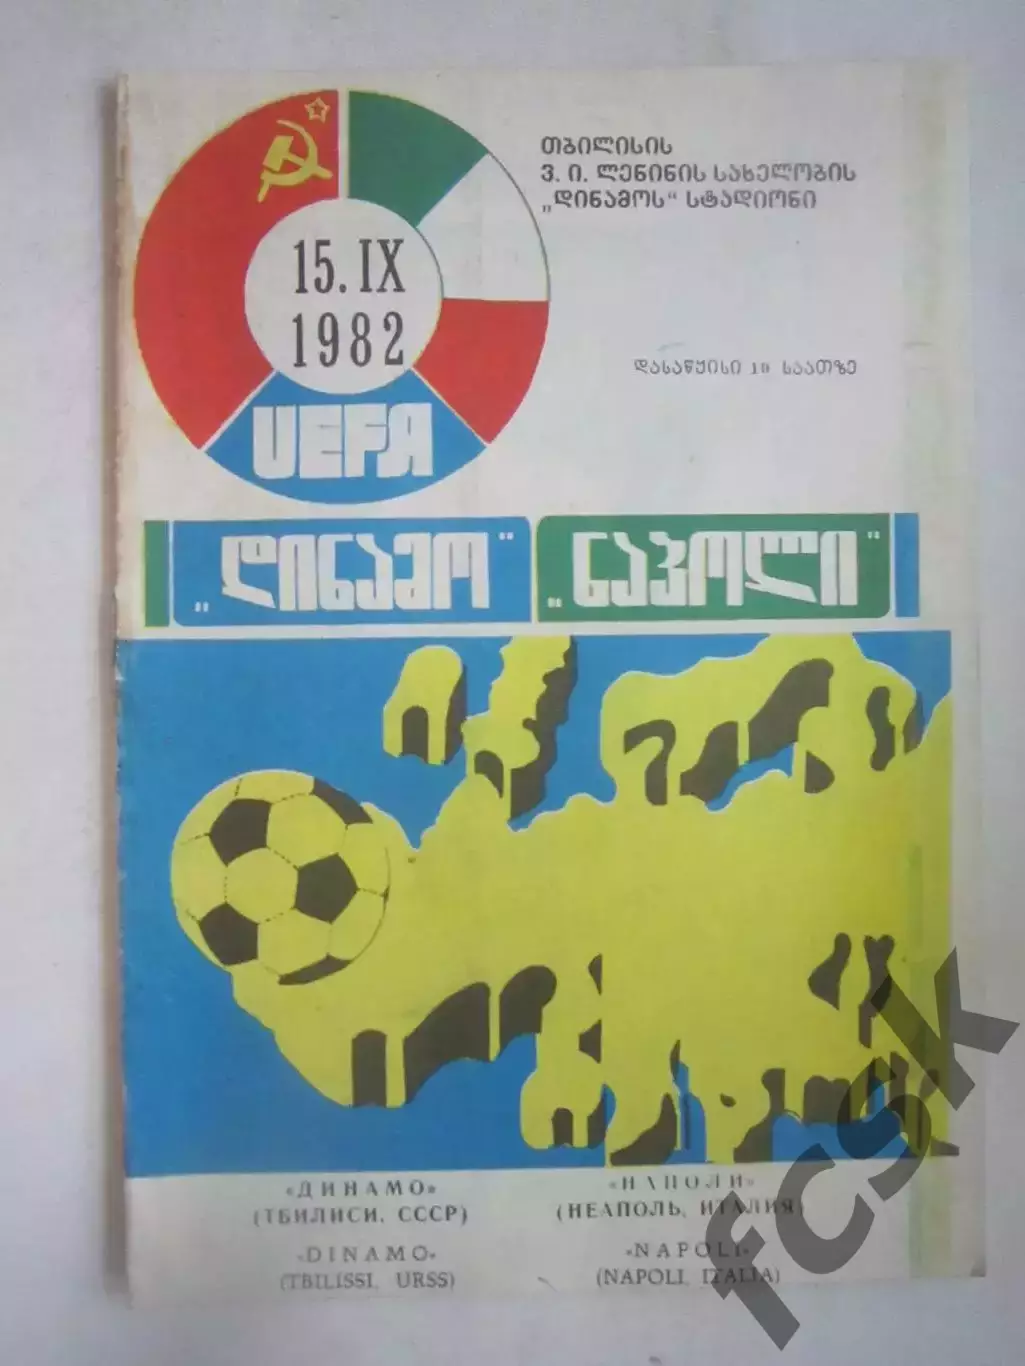 15. IX
1982
UEFA
თბილისის
ვ. ი. ლენინის სახელობის
„დინამოს“ სტადიონი
დასაწყისი 19 საათზე
„დინამო“ „ნაპოლი“
«ДИНАМО»
(ТБИЛИСИ, СССР)
«DINAMO»
(TBILISSI, URSS)
«НАПОЛИ»
(НЕАПОЛЬ, ИТАЛИЯ)
«NAPOLI»
(NAPOLI, ITALIA)
fcsk